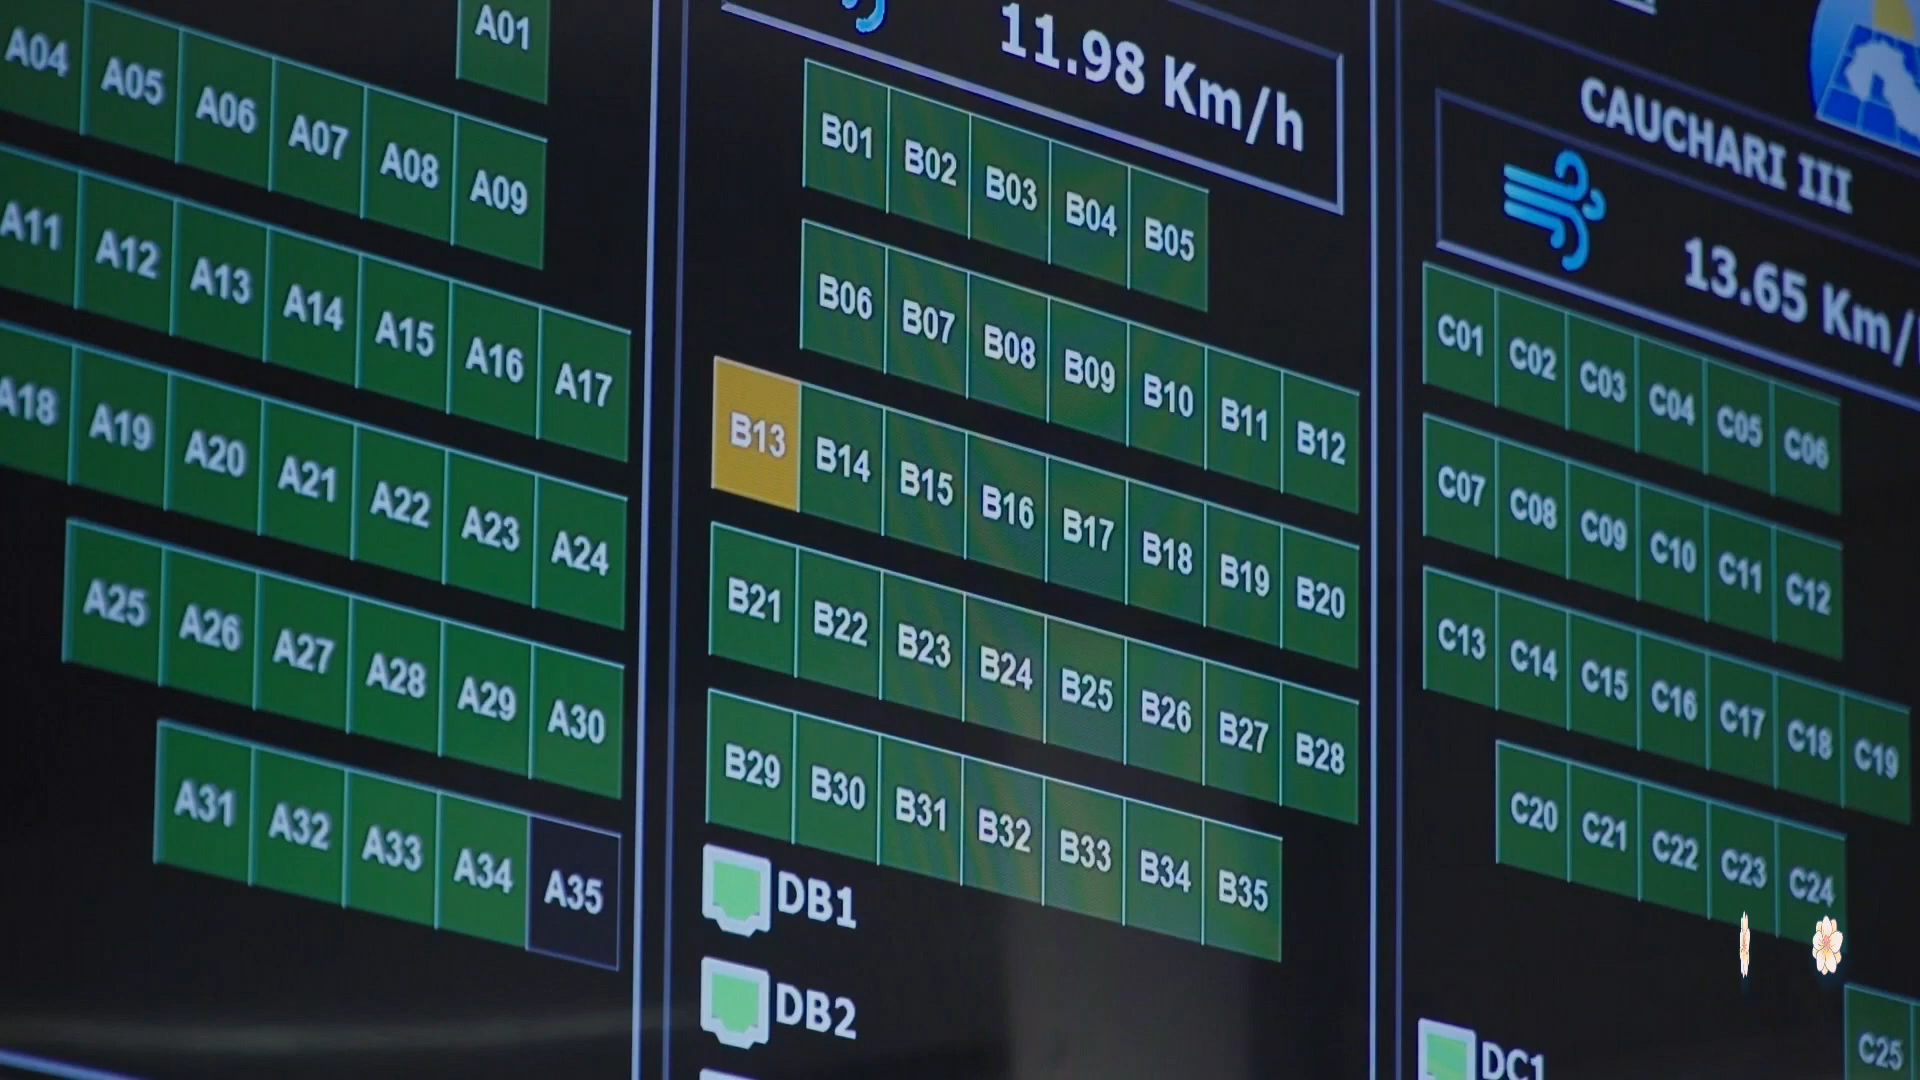 A01
A04 A05 A06 A07 A08 A09
A11 A12 A13 A14 A15 A16 A17
A18 A19 A20 A21 A22 A23 A24
A25 A26 A27 A28 A29 A30
A31 A32 A33 A34 A35
11.98 Km/h
B01 B02 B03 B04 B05
B06 B07 B08 B09 B10 B11 B12
B13 B14 B15 B16 B17 B18 B19 B20
B21 B22 B23 B24 B25 B26 B27 B28
B29 B30 B31 B32 B33 B34 B35
DB1
DB2
CAUCHARI III
13.65 Km/
C01 C02 C03 C04 C05 C06
C07 C08 C09 C10 C11 C12
C13 C14 C15 C16 C17 C18 C19
C20 C21 C22 C23 C24
C25
DC1